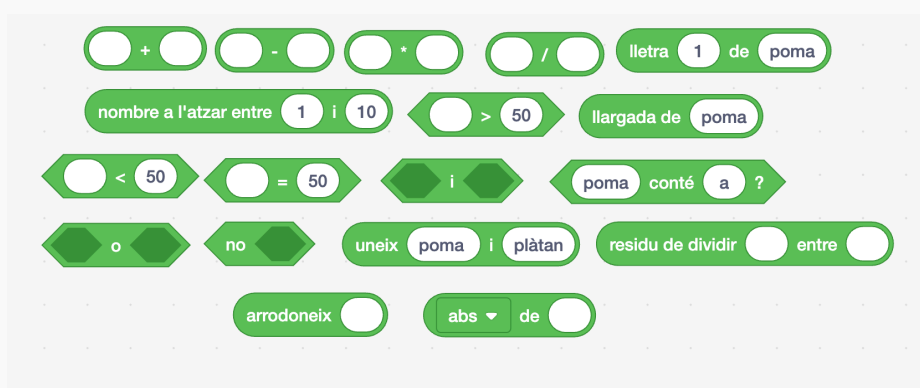 + - * / lletra 1 de poma
nombre a l'atzar entre 1 i 10 > 50 llargada de poma
< 50 = 50 i poma conté a ?
o no uneix poma i plàtan residu de dividir entre
arrodoneix abs de